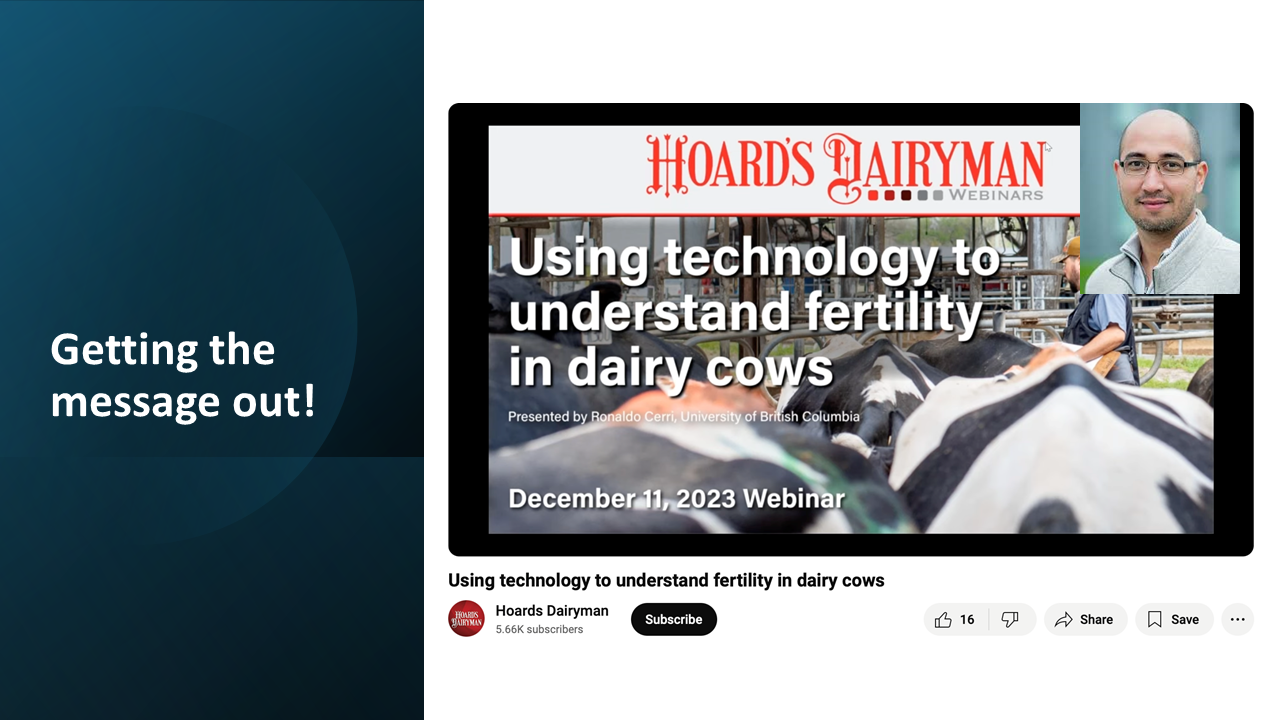 Getting the
message out!
HOARD'S DAIRYMAN
WEBINARS
Using technology to
understand fertility
in dairy cows
Presented by Ronaldo Cerri, University of British Columbia
December 11, 2023 Webinar
Using technology to understand fertility in dairy cows
HOARD'S
DAIRYMAN
Hoards Dairyman
5.66K subscribers
Subscribe
16
Share
Save